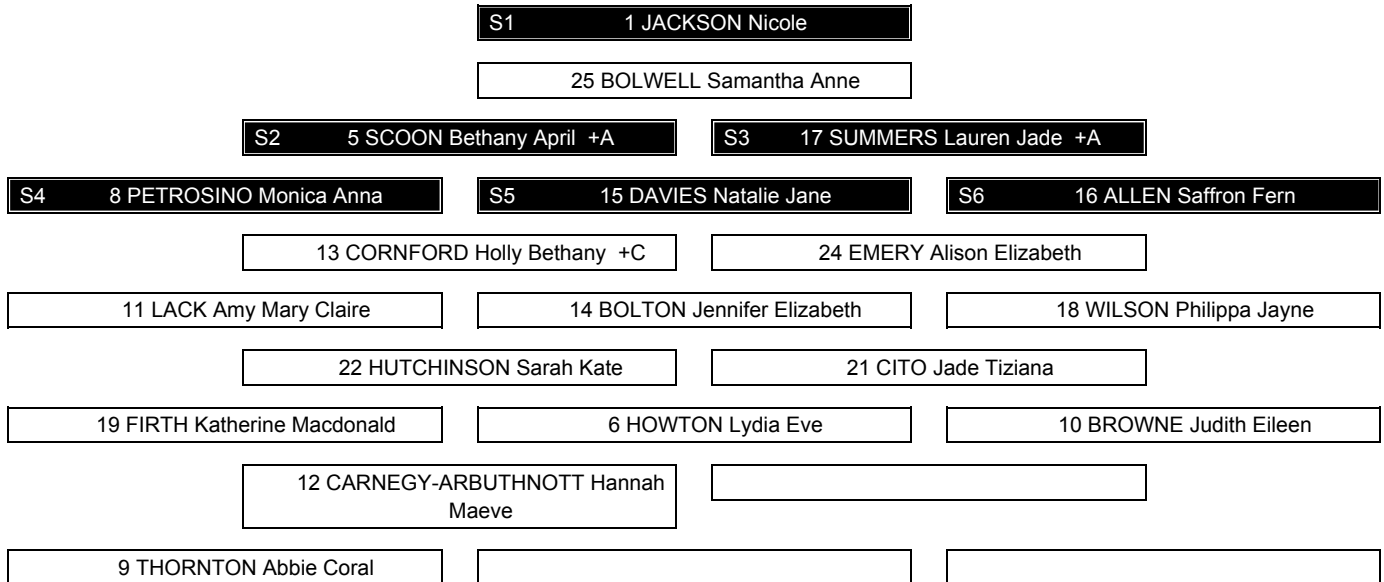 S1 1 JACKSON Nicole
25 BOLWELL Samantha Anne
S2 5 SCOON Bethany April +A
S3 17 SUMMERS Lauren Jade +A
S4 8 PETROSINO Monica Anna
S5 15 DAVIES Natalie Jane
S6 16 ALLEN Saffron Fern
13 CORNFORD Holly Bethany +C
24 EMERY Alison Elizabeth
11 LACK Amy Mary Claire
14 BOLTON Jennifer Elizabeth
18 WILSON Philippa Jayne
22 HUTCHINSON Sarah Kate
21 CITO Jade Tiziana
19 FIRTH Katherine Macdonald
6 HOWTON Lydia Eve
10 BROWNE Judith Eileen
12 CARNEGY-ARBUTHNOTT Hannah
Maeve
9 THORNTON Abbie Coral